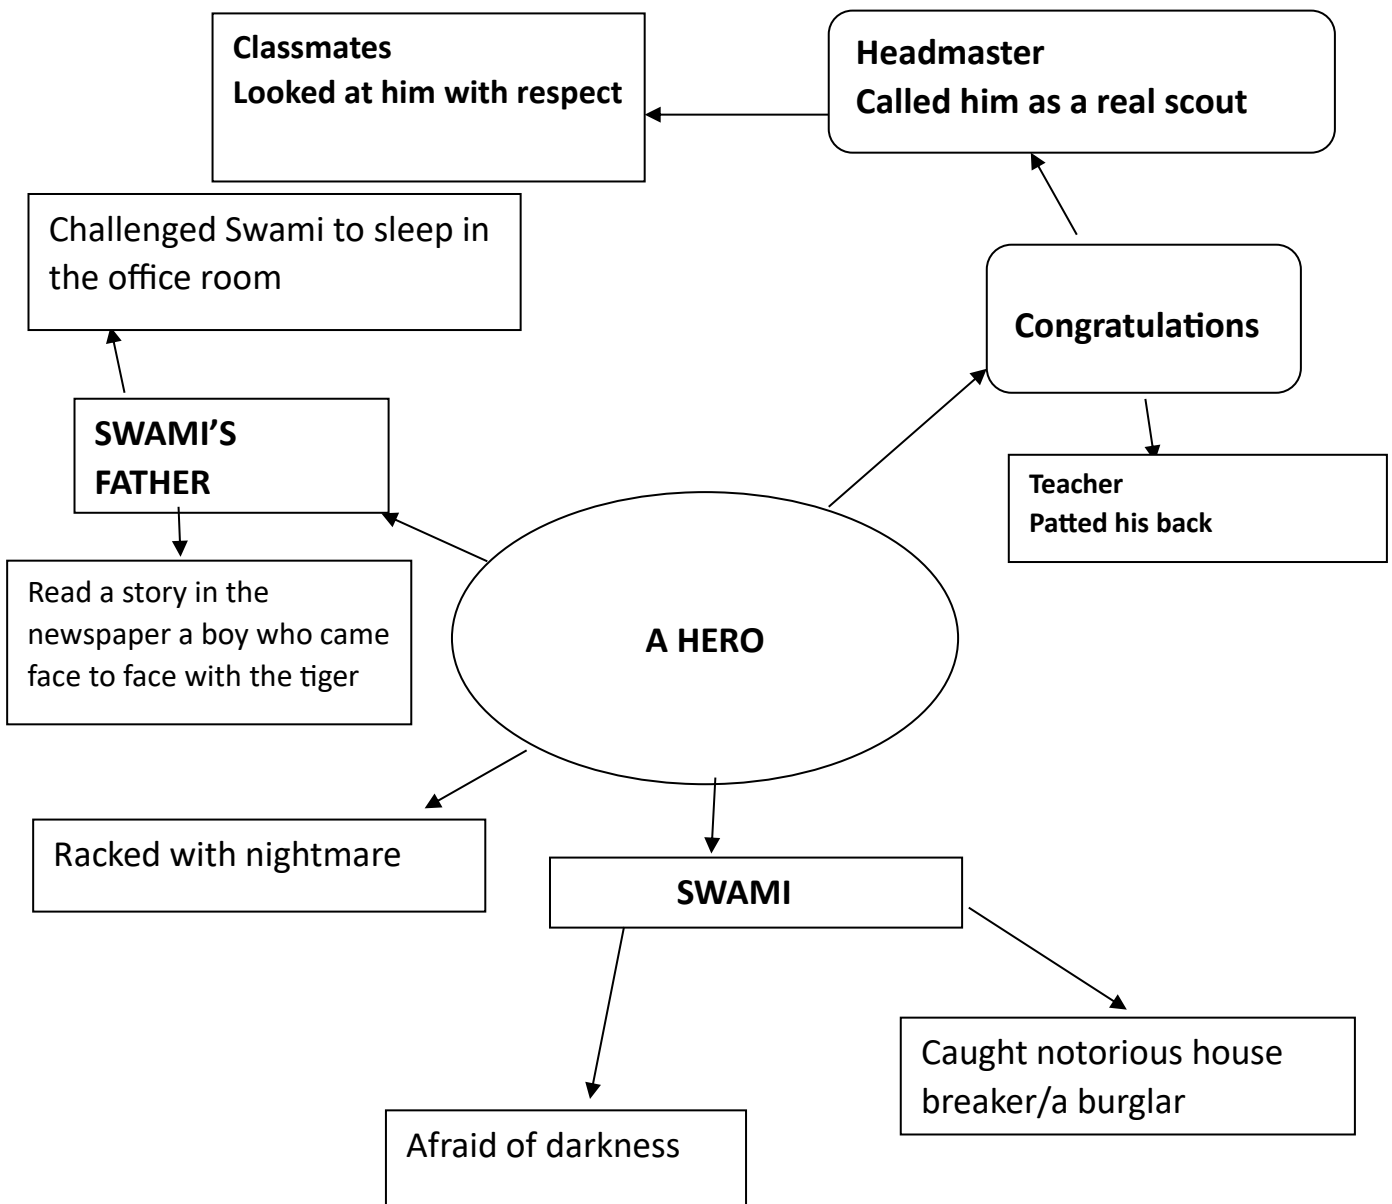 Classmates
Looked at him with respect
Headmaster
Called him as a real scout
Challenged Swami to sleep in
the office room
Congratulations
SWAMI’S
FATHER
Teacher
Patted his back
Read a story in the
newspaper a boy who came
face to face with the tiger
A HERO
Racked with nightmare
SWAMI
Caught notorious house
breaker/a burglar
Afraid of darkness